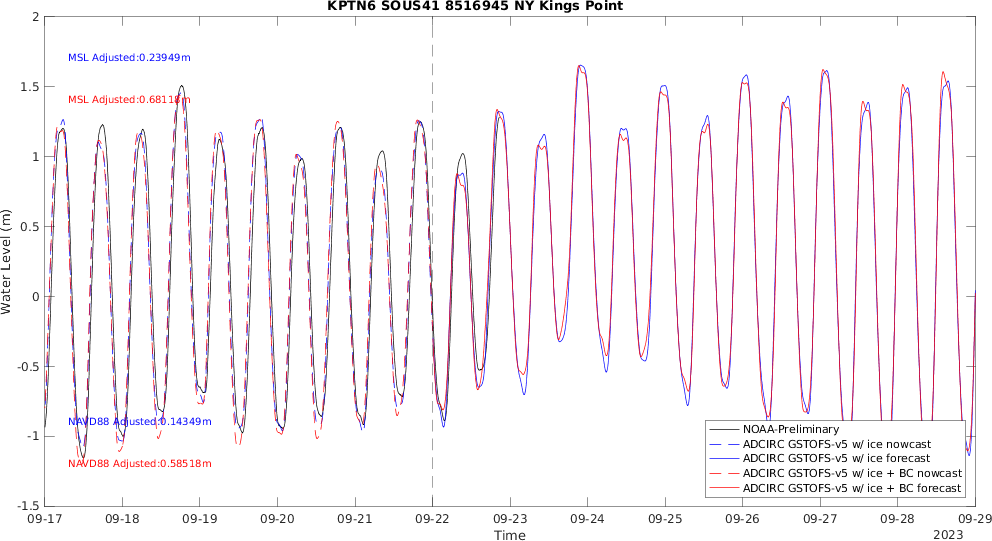 KPTN6 SOUS41 8516945 NY Kings Point
2
1.5
1
0.5
0
-0.5
-1
-1.5
Water Level (m)
MSL Adjusted:0.23949m
MSL Adjusted:0.68118m
NAVD88 Adjusted:0.14349m
NAVD88 Adjusted:0.58518m
NOAA-Preliminary
ADCIRC GSTOFS-v5 w/ ice nowcast
ADCIRC GSTOFS-v5 w/ ice forecast
ADCIRC GSTOFS-v5 w/ ice + BC nowcast
ADCIRC GSTOFS-v5 w/ ice + BC forecast
09-17 09-18 09-19 09-20 09-21 09-22 09-23 09-24 09-25 09-26 09-27 09-28 09-29
Time
2023